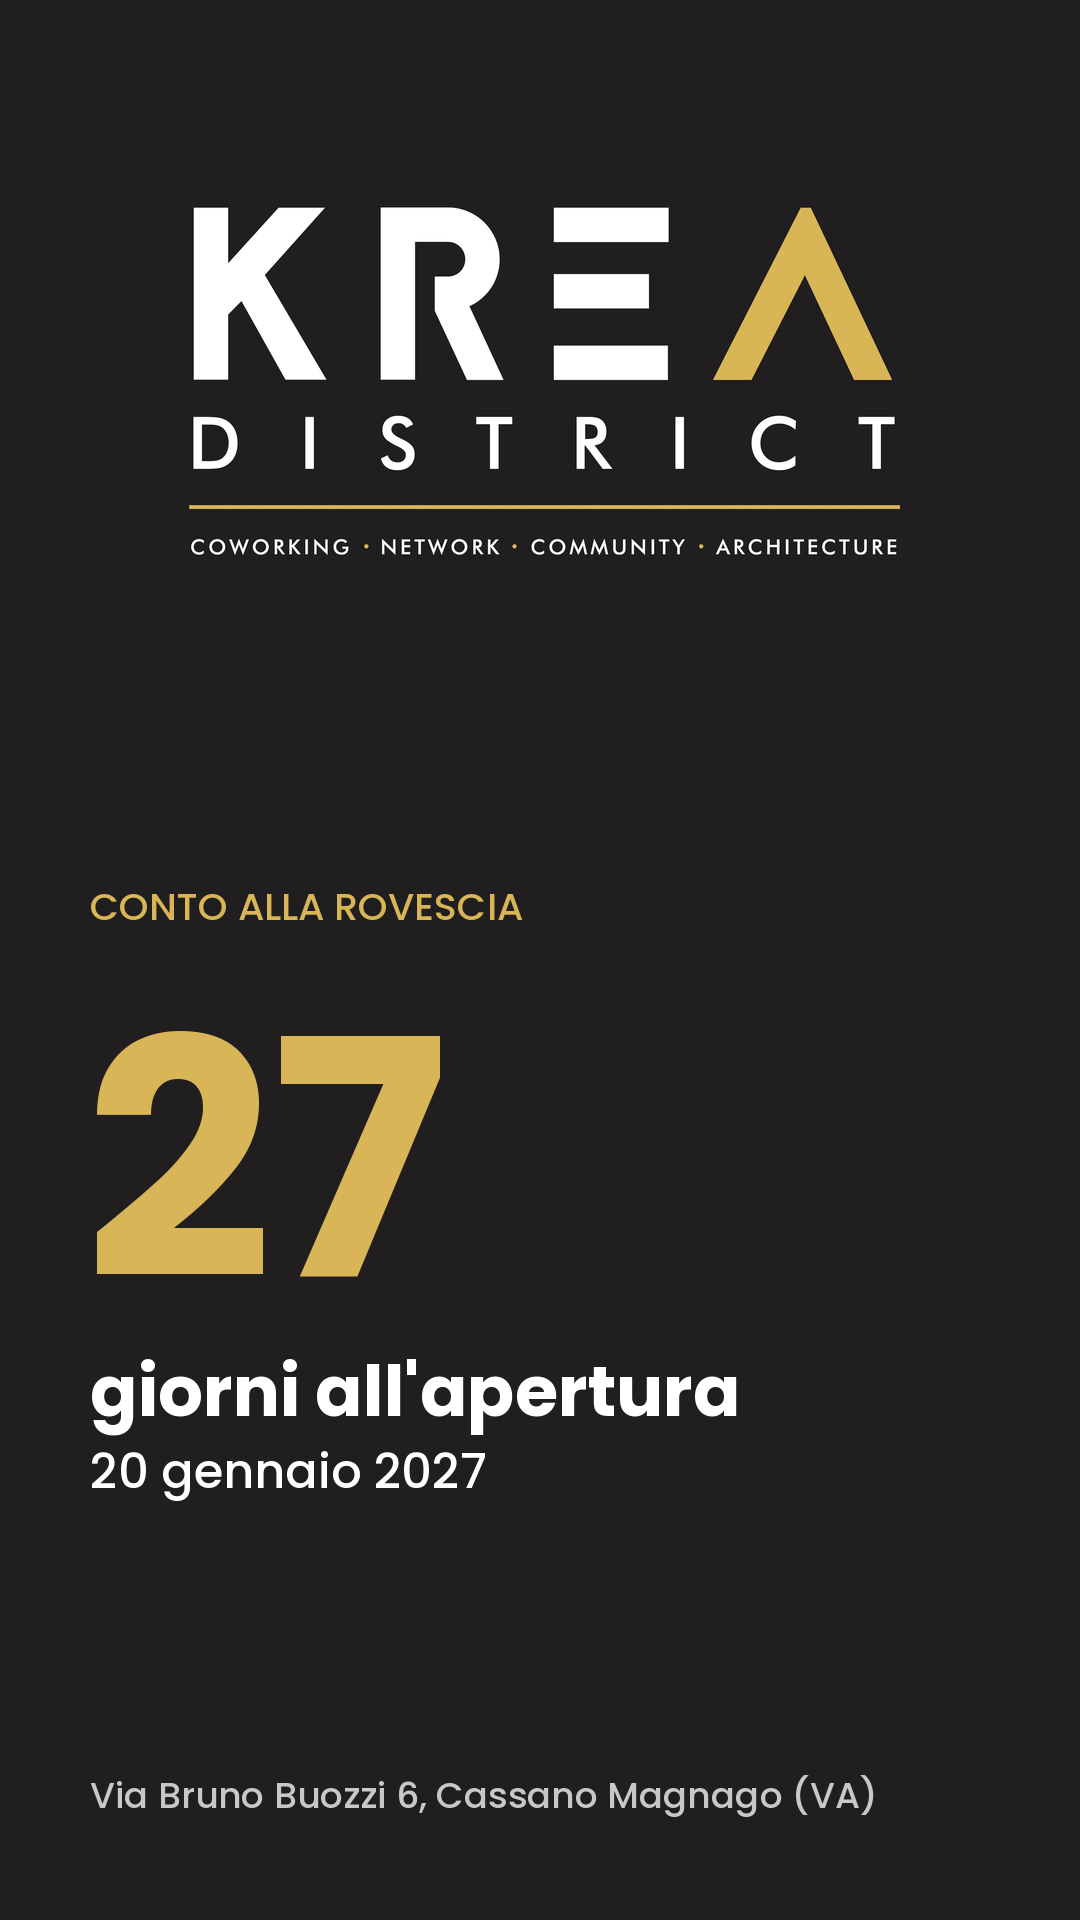 KREA
DISTRICT
COWORKING • NETWORK • COMMUNITY • ARCHITECTURE
CONTO ALLA ROVESCIA
27
giorni all'apertura
20 gennaio 2027
Via Bruno Buozzi 6, Cassano Magnago (VA)